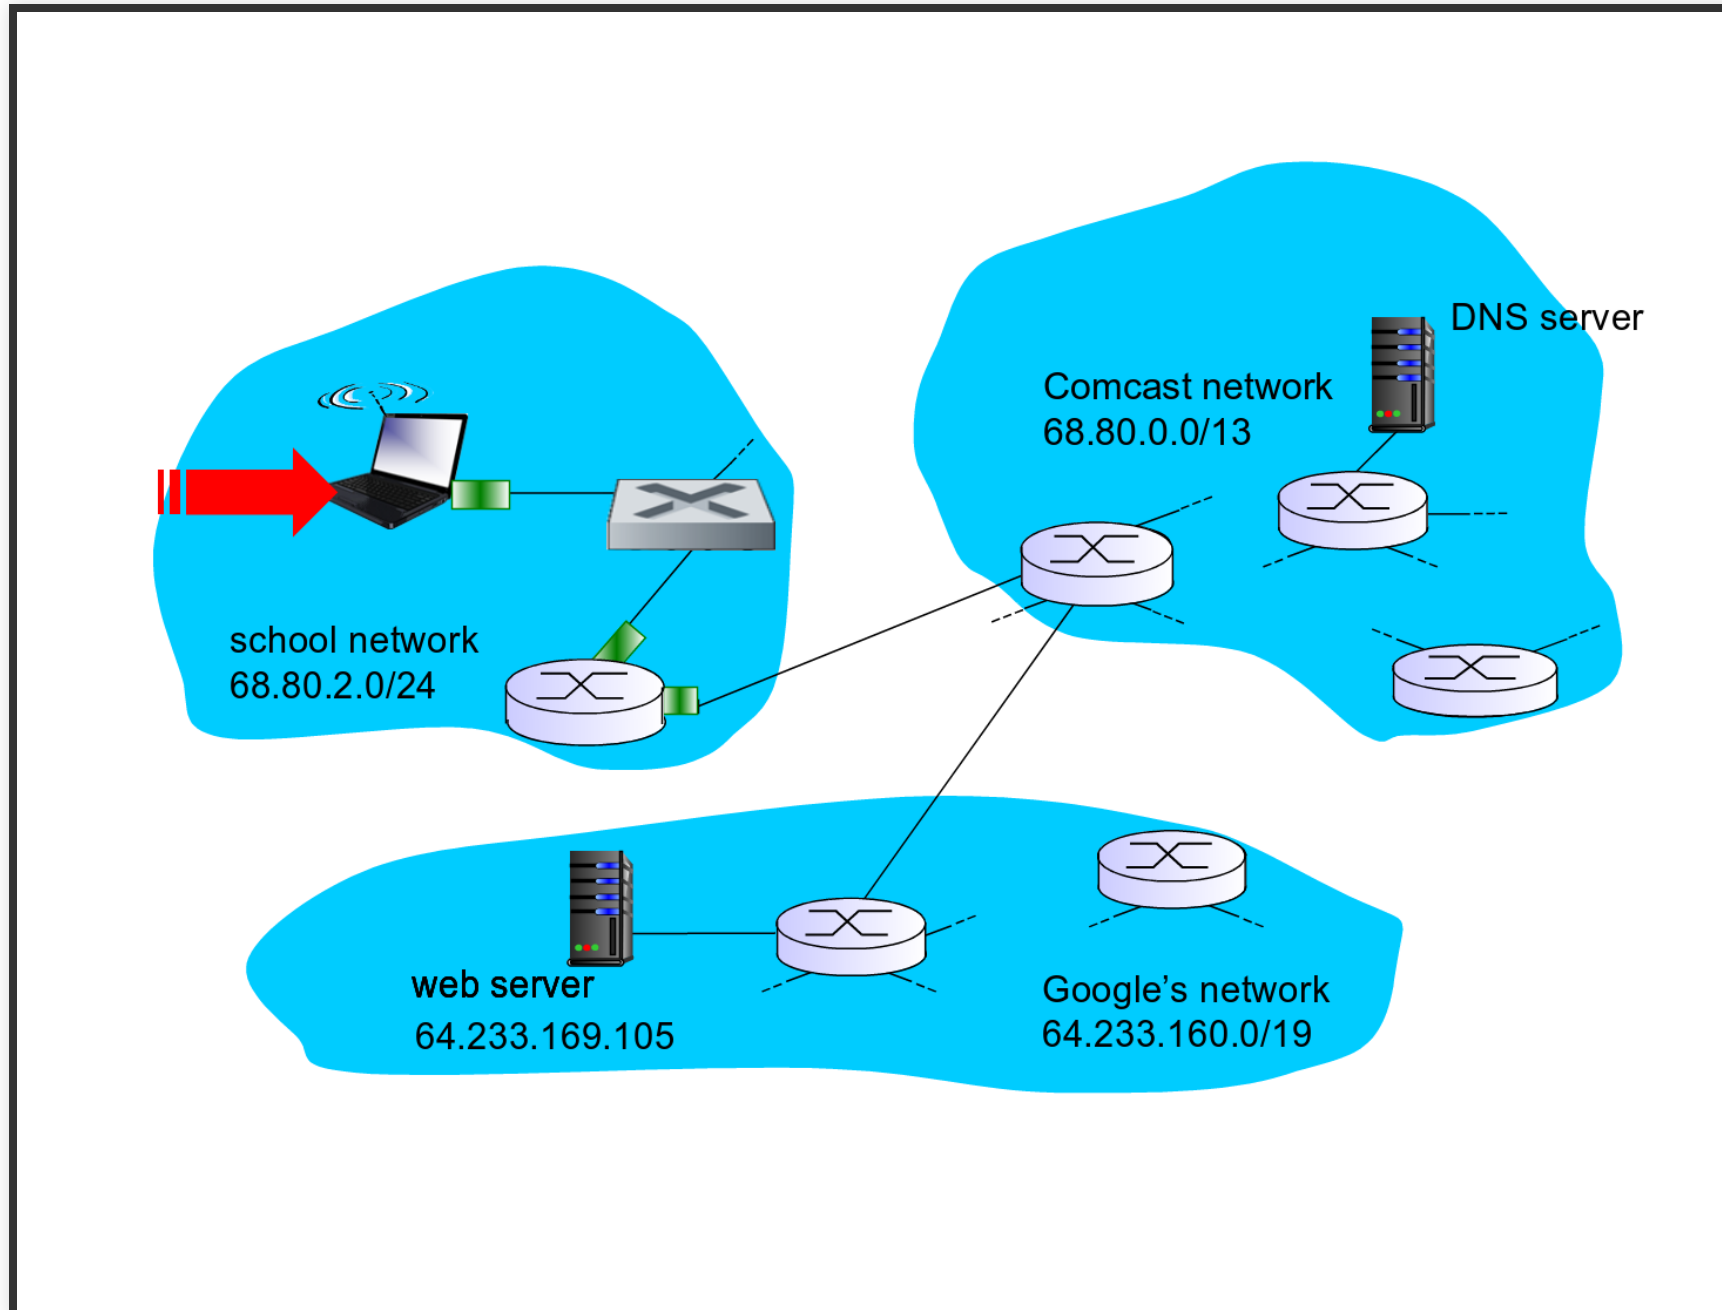 DNS server
Comcast network
68.80.0.0/13
school network
68.80.2.0/24
web server
64.233.169.105
Google’s network
64.233.160.0/19